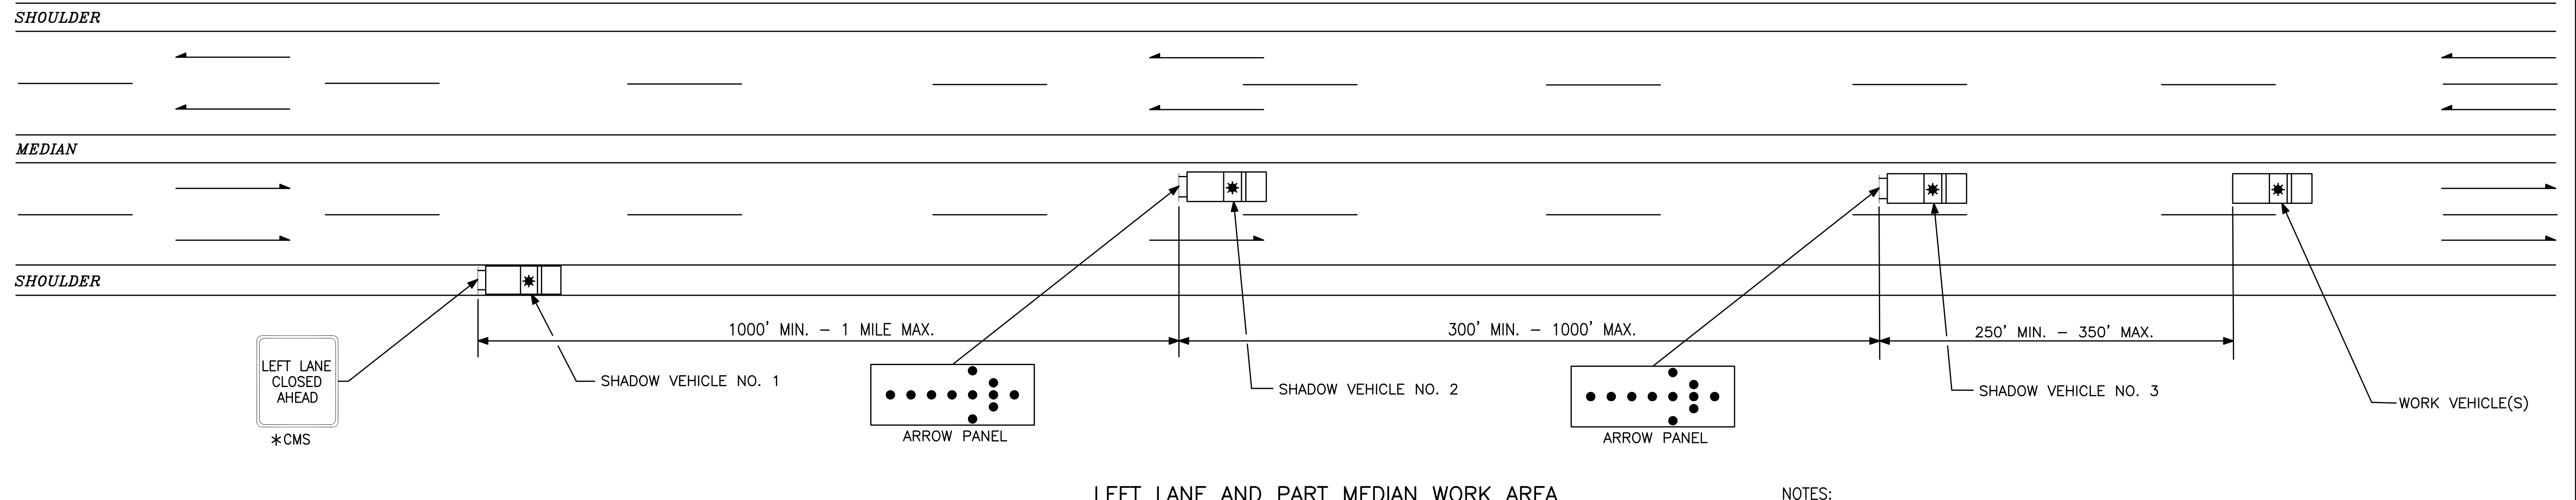 SHOULDER
MEDIAN
SHOULDER
1000' MIN. – 1 MILE MAX.
300' MIN. – 1000' MAX.
250' MIN. – 350' MAX.
LEFT LANE
CLOSED
AHEAD
*CMS
SHADOW VEHICLE NO. 1
ARROW PANEL
SHADOW VEHICLE NO. 2
ARROW PANEL
SHADOW VEHICLE NO. 3
WORK VEHICLE(S)
LEFT LANE AND PART MEDIAN WORK AREA
NOTES: